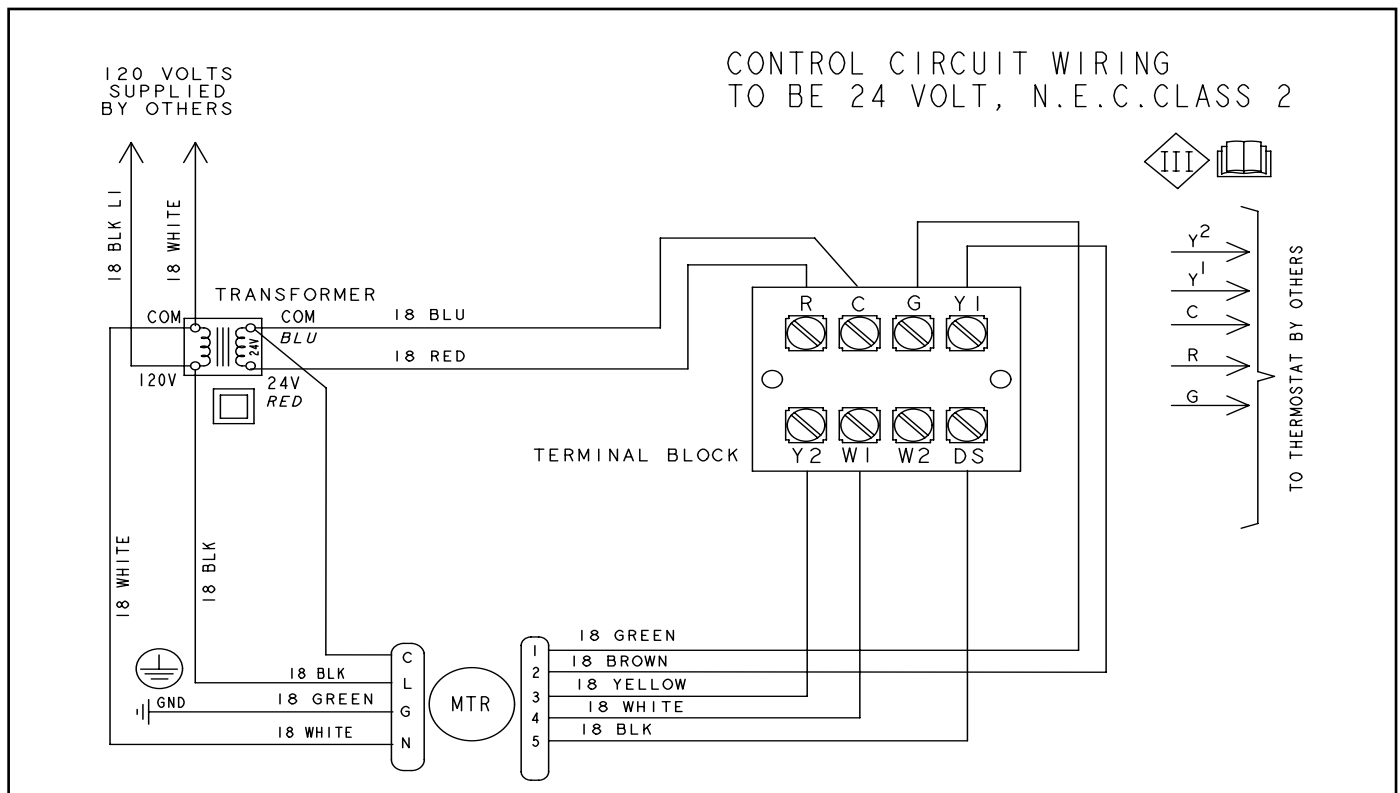 120 VOLTS
SUPPLIED
BY OTHERS
CONTROL CIRCUIT WIRING
TO BE 24 VOLT, N.E.C.CLASS 2
III
18 BLK L1
18 WHITE
TRANSFORMER
COM
COM
BLU
24V
120V
24V
RED
18 BLU
18 RED
R C G Y1
Y2 W1 W2 DS
TERMINAL BLOCK
Y2
Y1
C
R
G
TO THERMOSTAT BY OTHERS
18 WHITE
18 BLK
GND
18 BLK
18 GREEN
18 WHITE
C
L
G
N
MTR
1
2
3
4
5
18 GREEN
18 BROWN
18 YELLOW
18 WHITE
18 BLK